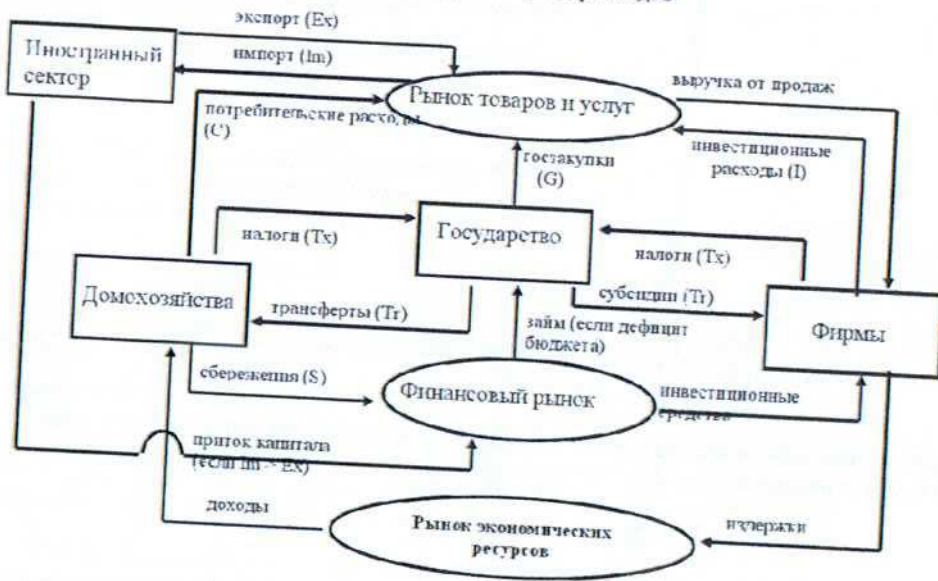 экспорт (Ex)
Иностранный
сектор
импорт (Im)
Рынок товаров и услуг
выручка от продаж
потребительские расходы
(C)
госзакупки
(G)
инвестиционные
расходы (I)
налоги (Tx)
Государство
налоги (Tx)
Домохозяйства
трансферты (Tr)
субсидии (Tr)
Фирмы
займ (если дефицит
бюджета)
сбережения (S)
Финансовый рынок
инвестиционные
средства
приток капитала
(если Im > Ex)
доходы
Рынок экономических
ресурсов
издержки